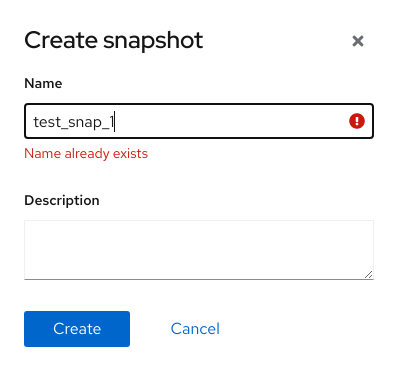 Create snapshot
Name
test_snap_1
Name already exists
Description
Create
Cancel